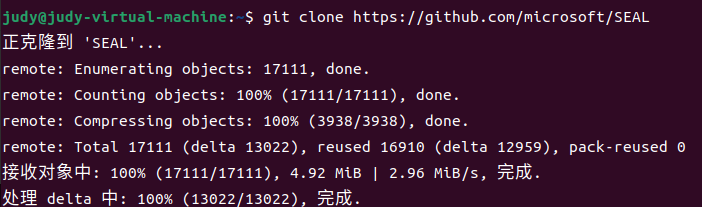 judy@judy-virtual-machine:~$ git clone https://github.com/microsoft/SEAL
正克隆到 'SEAL'...
remote: Enumerating objects: 17111, done.
remote: Counting objects: 100% (17111/17111), done.
remote: Compressing objects: 100% (3938/3938), done.
remote: Total 17111 (delta 13022), reused 16910 (delta 12959), pack-reused 0
接收对象中: 100% (17111/17111), 4.92 MiB | 2.96 MiB/s, 完成.
处理 delta 中: 100% (13022/13022), 完成.